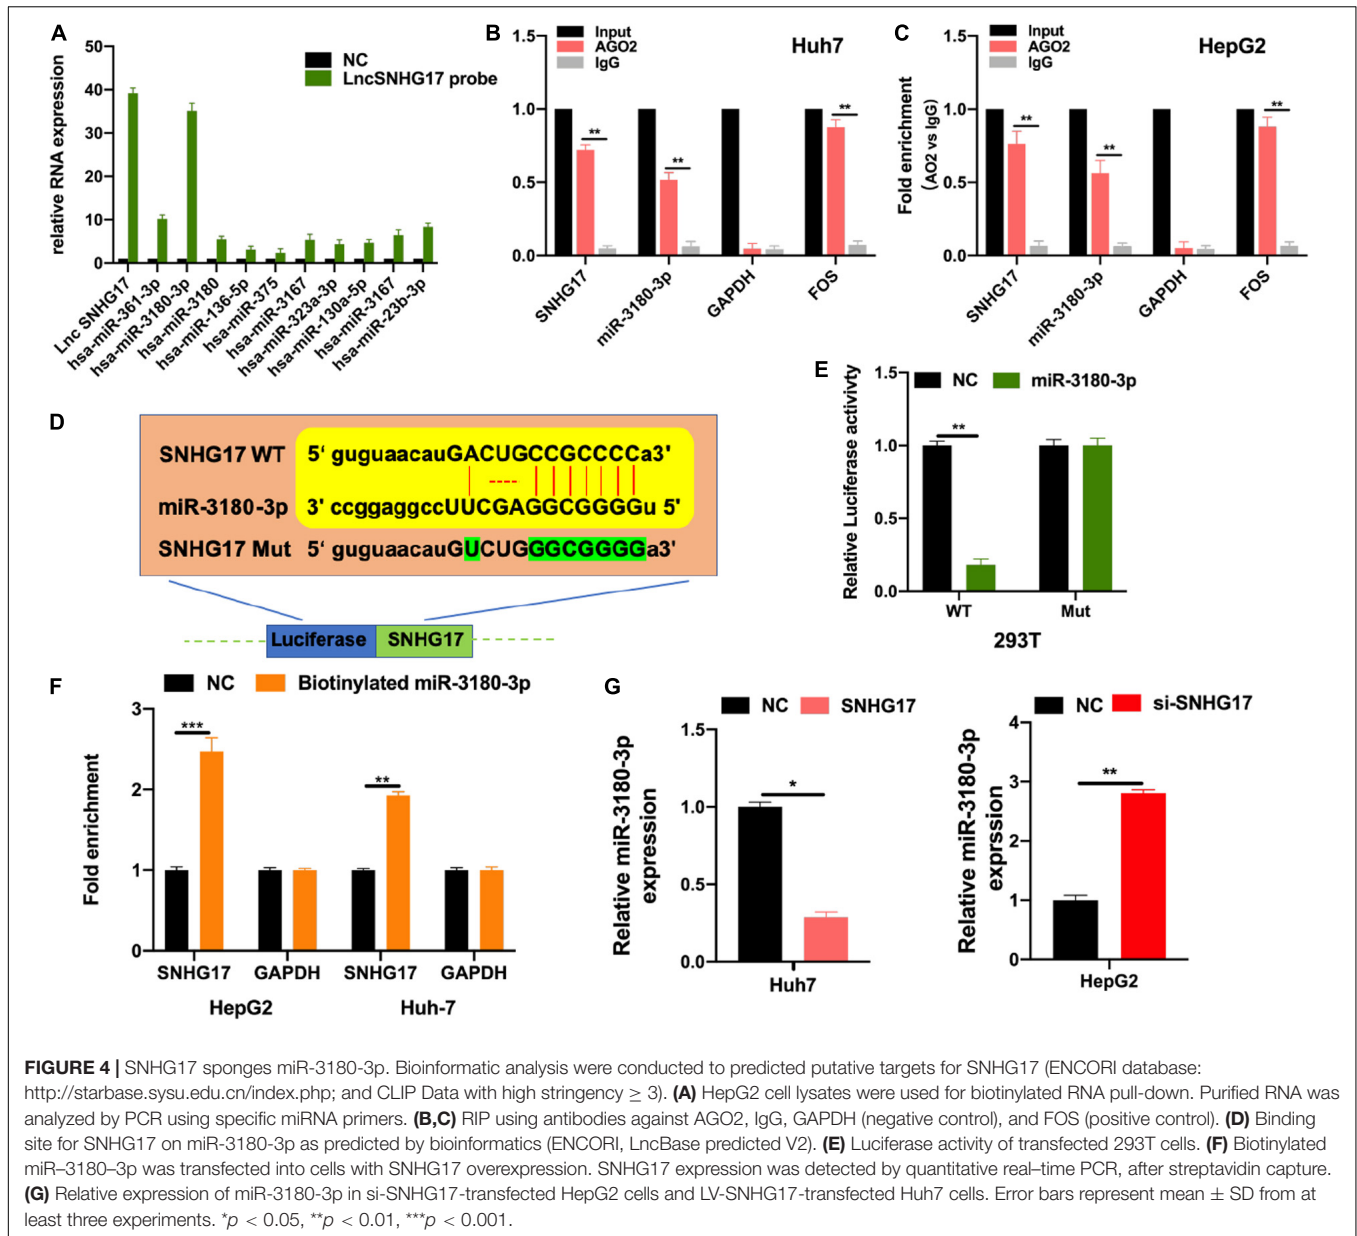 A
NC
LncSNHG17 probe
relative RNA expression
50
40
30
20
10
0
Lnc SNHG17
hsa-miR-361-3p
hsa-miR-3180-3p
hsa-miR-3180
hsa-miR-136-5p
hsa-miR-375
hsa-miR-3167
hsa-miR-323a-3p
hsa-miR-130a-5p
hsa-miR-3167
hsa-miR-23b-3p
B
Input
AGO2
IgG
Huh7
1.5
1.0
0.5
0.0
**
**
**
SNHG17
miR-3180-3p
GAPDH
FOS
C
Input
AGO2
IgG
HepG2
Fold enrichment
(AO2 vs IgG)
1.5
1.0
0.5
0.0
**
**
**
SNHG17
miR-3180-3p
GAPDH
FOS
D
SNHG17 WT 5‘ guguaacauGACUGCCGCCCCa3'
miR-3180-3p 3' ccggaggccUUCGAGGCGGGGu 5'
SNHG17 Mut 5‘ guguaacauGUCUGGGCGGGGa3'
Luciferase SNHG17
E
NC miR-3180-3p
Relative Luciferase activivty
1.5
1.0
0.5
0.0
**
WT Mut
293T
F
NC Biotinylated miR-3180-3p
Fold enrichment
3
2
1
0
***
**
SNHG17 GAPDH SNHG17 GAPDH
HepG2 Huh-7
G
NC SNHG17
Relative miR-3180-3p
expression
1.5
1.0
0.5
0.0
*
Huh7
NC si-SNHG17
Relative miR-3180-3p
exprssion
4
3
2
1
0
**
HepG2
FIGURE 4 | SNHG17 sponges miR-3180-3p. Bioinformatic analysis were conducted to predicted putative targets for SNHG17 (ENCORI database:
http://starbase.sysu.edu.cn/index.php; and CLIP Data with high stringency ≥ 3). (A) HepG2 cell lysates were used for biotinylated RNA pull-down. Purified RNA was
analyzed by PCR using specific miRNA primers. (B,C) RIP using antibodies against AGO2, IgG, GAPDH (negative control), and FOS (positive control). (D) Binding
site for SNHG17 on miR-3180-3p as predicted by bioinformatics (ENCORI, LncBase predicted V2). (E) Luciferase activity of transfected 293T cells. (F) Biotinylated
miR–3180–3p was transfected into cells with SNHG17 overexpression. SNHG17 expression was detected by quantitative real–time PCR, after streptavidin capture.
(G) Relative expression of miR-3180-3p in si-SNHG17-transfected HepG2 cells and LV-SNHG17-transfected Huh7 cells. Error bars represent mean ± SD from at
least three experiments. *p < 0.05, **p < 0.01, ***p < 0.001.